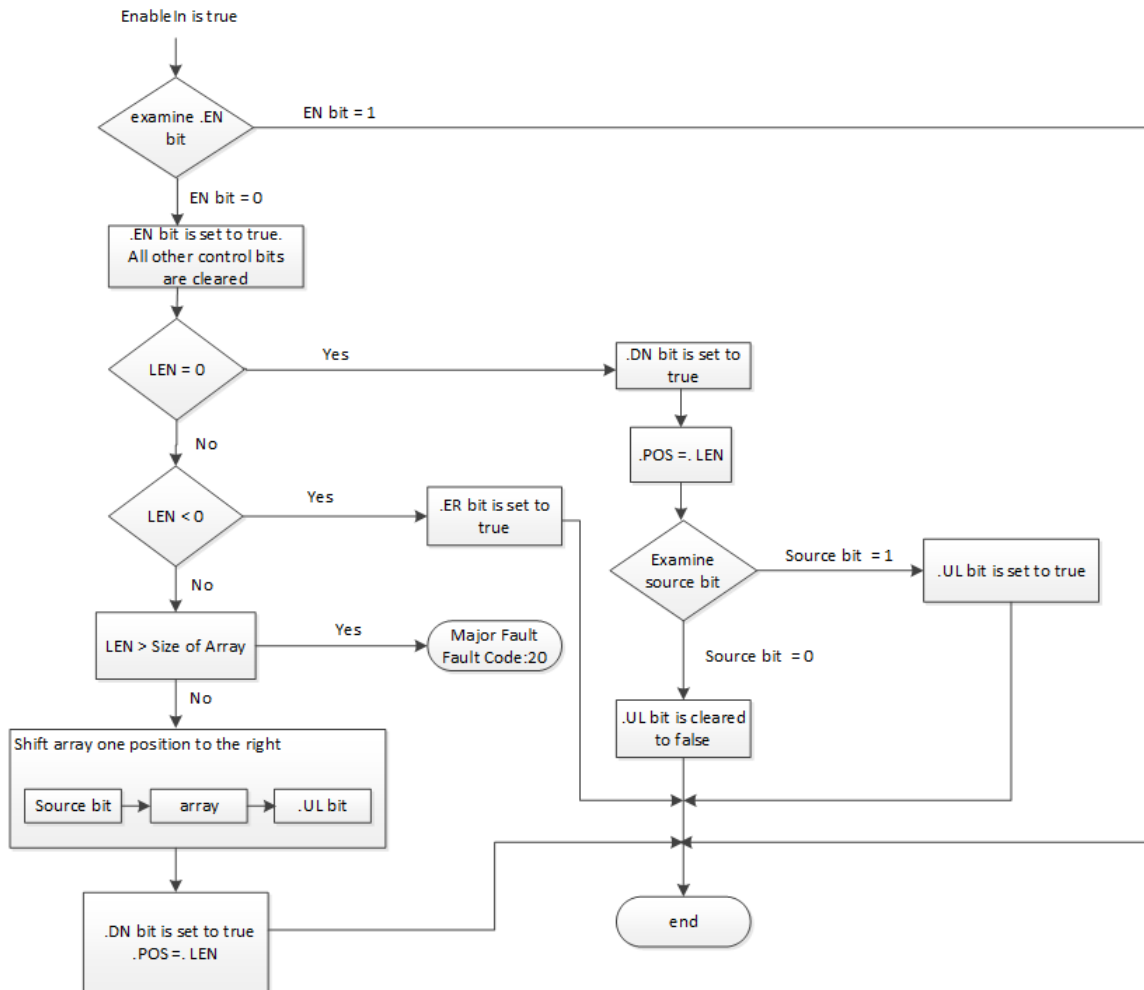 EnableIn is true
examine .EN
bit
EN bit = 1
EN bit = 0
.EN bit is set to true.
All other control bits
are cleared
LEN = 0
Yes
.DN bit is set to
true
No
.POS =. LEN
LEN < 0
Yes
.ER bit is set to
true
Examine
source bit
Source bit = 1
.UL bit is set to true
No
LEN > Size of Array
Yes
Major Fault
Fault Code:20
Source bit = 0
No
.UL bit is cleared
to false
Shift array one position to the right
Source bit
array
.UL bit
.DN bit is set to true
.POS =. LEN
end